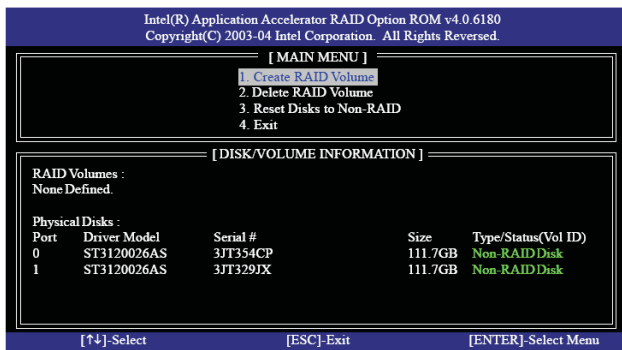 Intel(R) Application Accelerator RAID Option ROM v4.0.6180
Copyright(C) 2003-04 Intel Corporation. All Rights Reversed.
[ MAIN MENU ]
1. Create RAID Volume
2. Delete RAID Volume
3. Reset Disks to Non-RAID
4. Exit
[ DISK/VOLUME INFORMATION ]
RAID Volumes :
None Defined.
Physical Disks :
Port Driver Model Serial # Size Type/Status(Vol ID)
0 ST3120026AS 3JT354CP 111.7GB Non-RAID Disk
1 ST3120026AS 3JT329JX 111.7GB Non-RAID Disk
[↑↓]-Select [ESC]-Exit [ENTER]-Select Menu